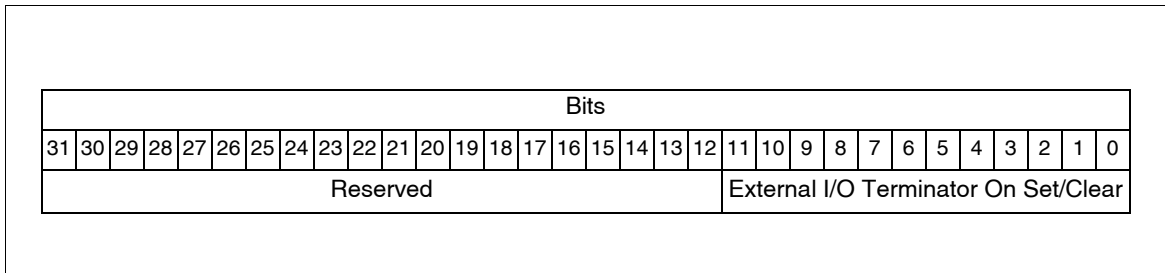 Bits
31 30 29 28 27 26 25 24 23 22 21 20 19 18 17 16 15 14 13 12 11 10 9 8 7 6 5 4 3 2 1 0
Reserved External I/O Terminator On Set/Clear